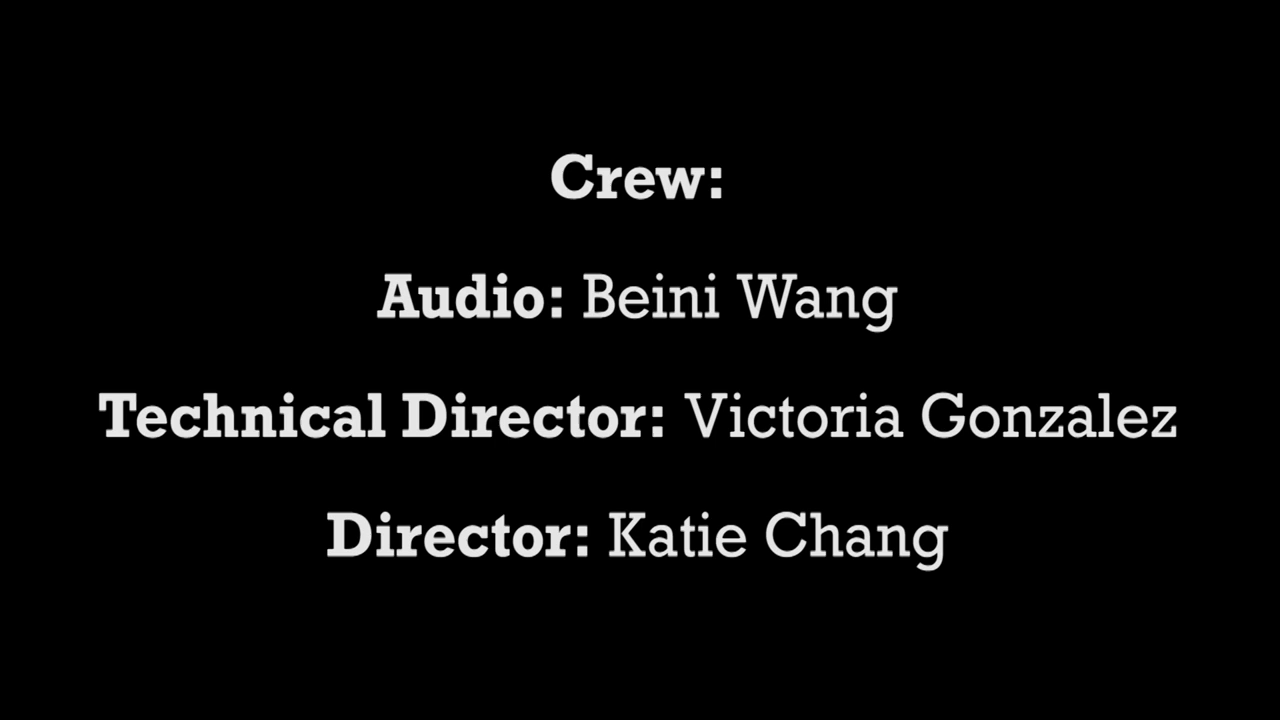 Crew:
Audio: Beini Wang
Technical Director: Victoria Gonzalez
Director: Katie Chang